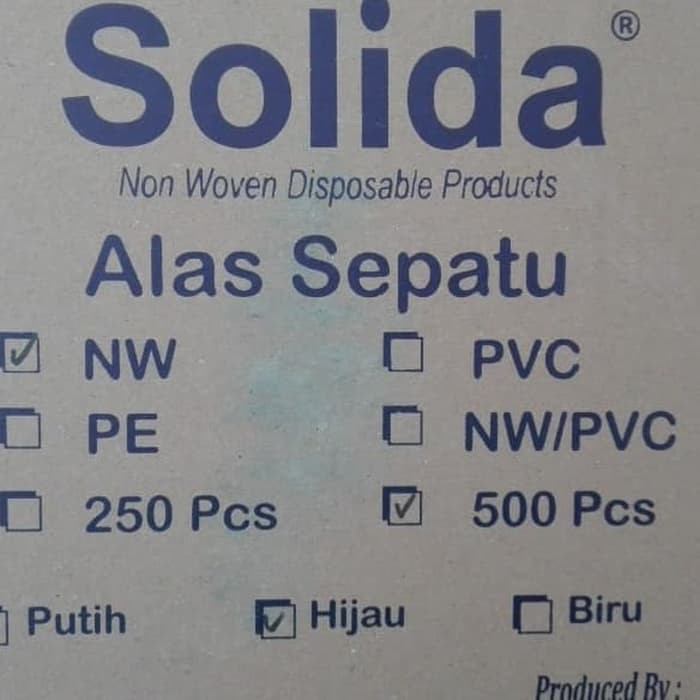 Solida®
Non Woven Disposable Products
Alas Sepatu
NW PVC
PE NW/PVC
250 Pcs 500 Pcs
Putih Hijau Biru
Produced By :